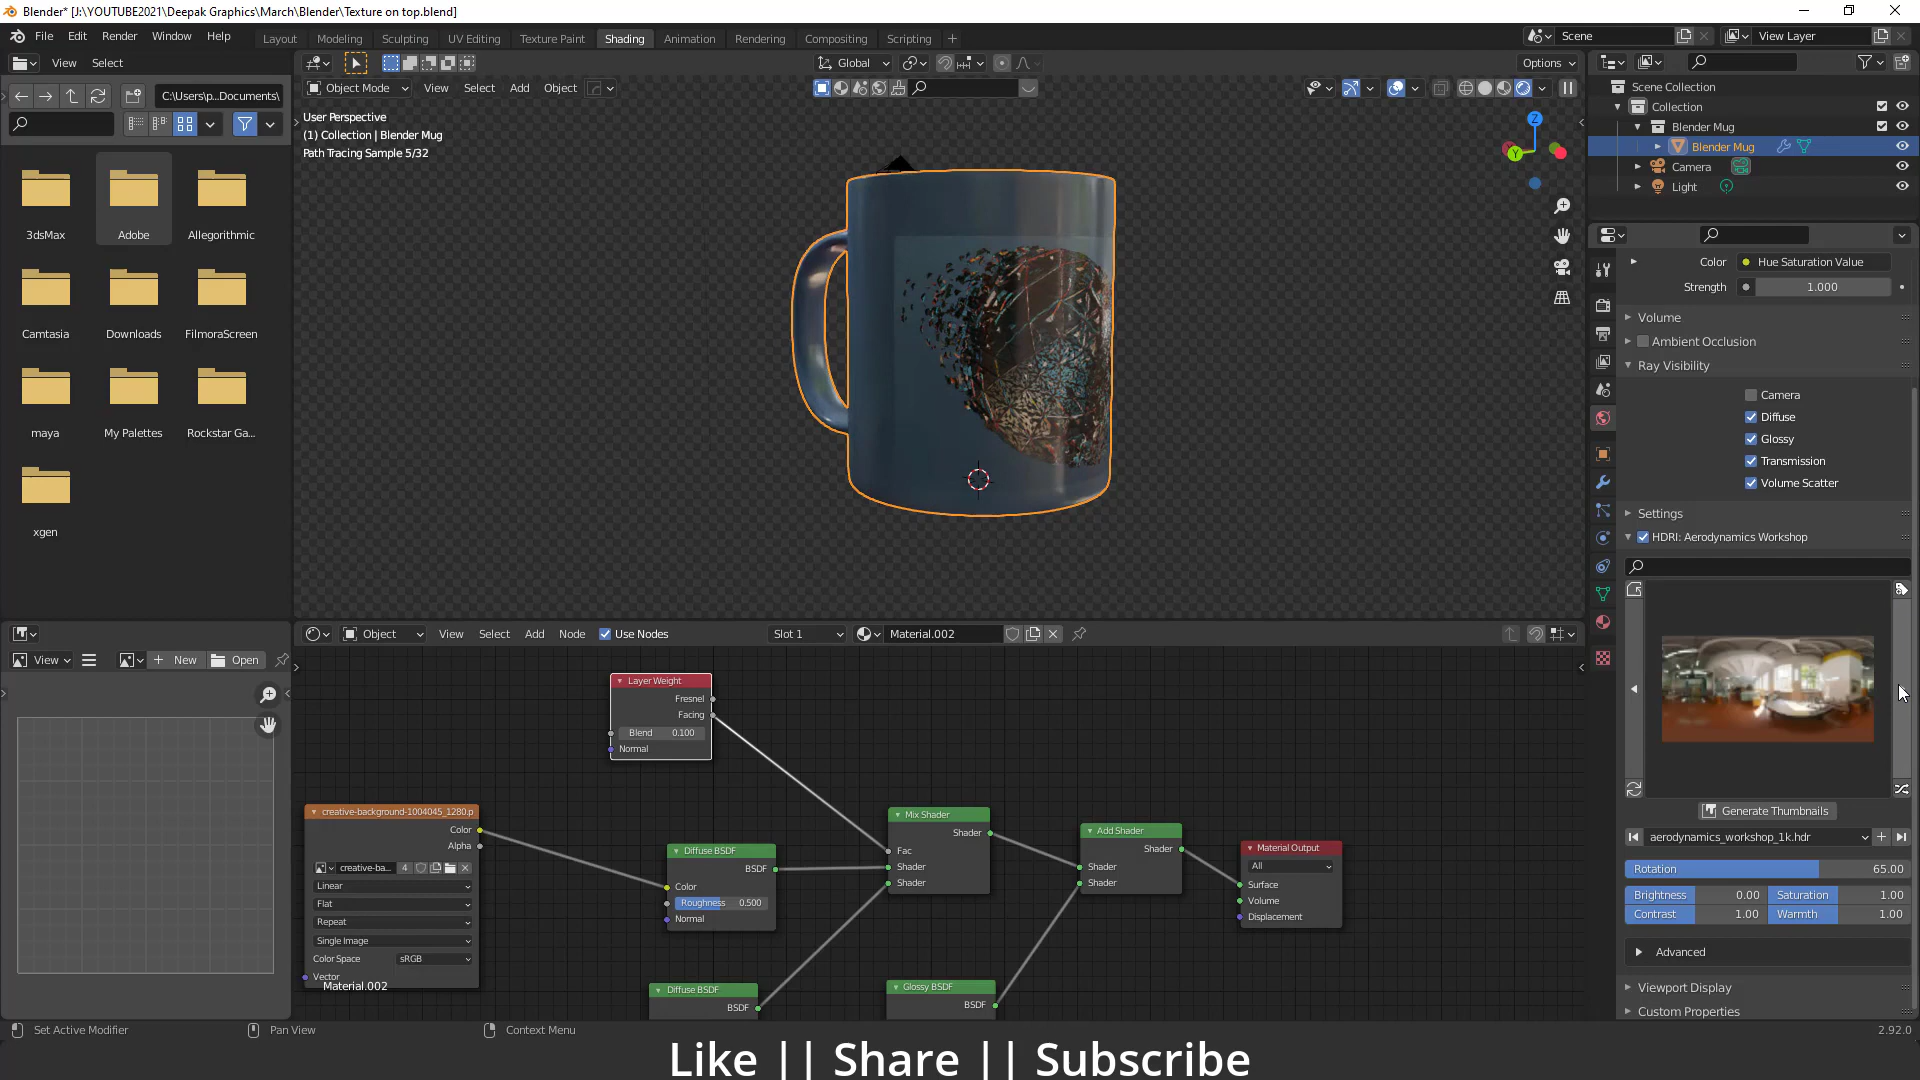 Blender* [J:\YOUTUBE2021\Deepak Graphics\March\Blender\Texture on top.blend]
File Edit Render Window Help
Layout Modeling Sculpting UV Editing Texture Paint Shading Animation Rendering Compositing Scripting
Scene
View Layer
View Select
Global
Options
C:\Users\p...Documents\
Object Mode View Select Add Object
3dsMax Adobe Allegorithmic
Camtasia Downloads FilmoraScreen
maya My Palettes Rockstar Ga...
xgen
User Perspective
(1) Collection | Blender Mug
Path Tracing Sample 5/32
Z
Y
Scene Collection
Collection
Blender Mug
Blender Mug
Camera
Light
Color Hue Saturation Value
Strength 1.000
Volume
Ambient Occlusion
Ray Visibility
Camera
Diffuse
Glossy
Transmission
Volume Scatter
Settings
HDRI: Aerodynamics Workshop
Generate Thumbnails
aerodynamics_workshop_1k.hdr
Rotation 65.00
Brightness 0.00 Saturation 1.00
Contrast 1.00 Warmth 1.00
Advanced
Viewport Display
Custom Properties
View New Open
Object View Select Add Node Use Nodes Slot 1 Material.002
Layer Weight
Fresnel
Facing
Blend 0.100
Normal
creative-background-1004045_1280.p
Color
Alpha
creative-ba... 4
Linear
Flat
Repeat
Single Image
Color Space sRGB
Vector
Material.002
Diffuse BSDF
BSDF
Color
Roughness 0.500
Normal
Diffuse BSDF
BSDF
Mix Shader
Shader
Fac
Shader
Shader
Glossy BSDF
BSDF
Add Shader
Shader
Shader
Shader
Material Output
All
Surface
Volume
Displacement
Set Active Modifier Pan View Context Menu 2.92.0
Like || Share || Subscribe